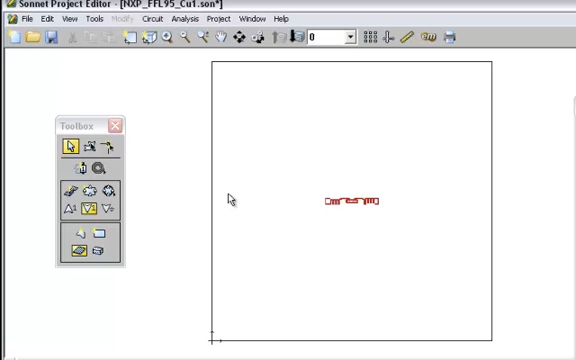 Sonnet Project Editor - [NXP_FFL95_Cu1.son*]
File Edit View Tools Modify Circuit Analysis Project Window Help
0
Toolbox